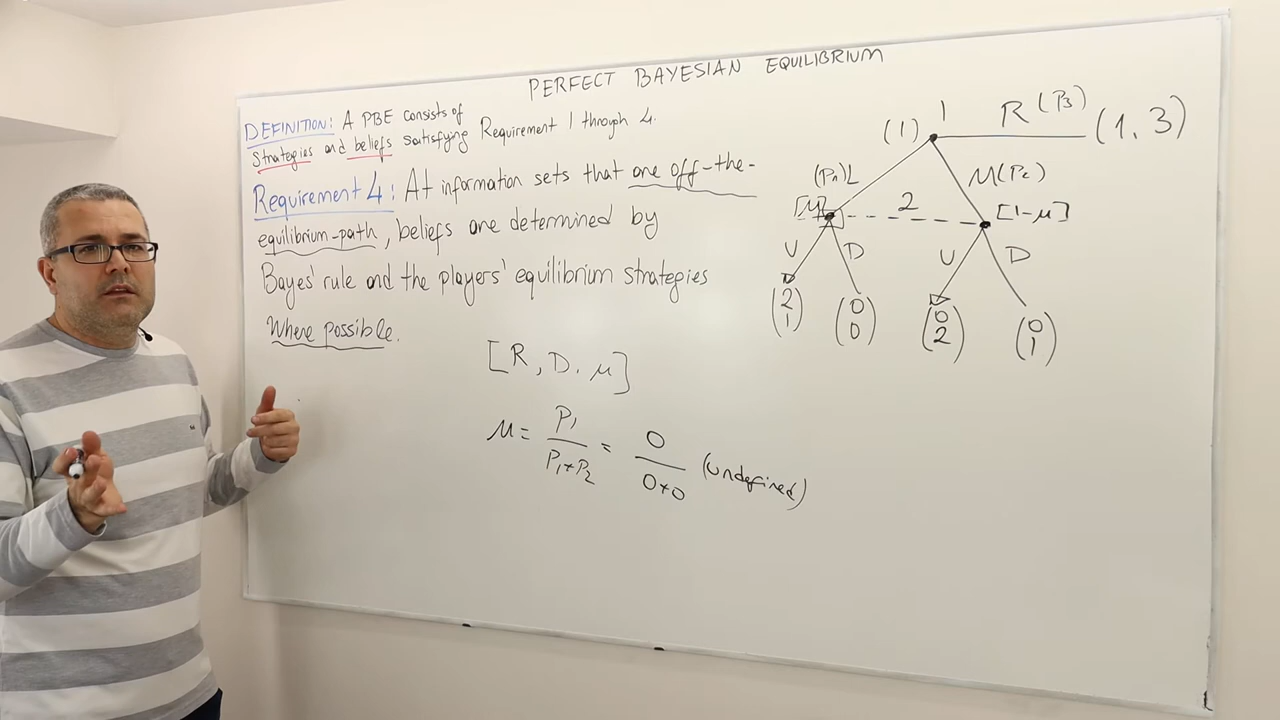 PERFECT BAYESIAN EQUILIBRIUM
DEFINITION: A PBE consists of
strategies and beliefs satisfying Requirement 1 through 4.
Requirement 4: At information sets that are off-the-
equilibrium-path, beliefs are determined by
Bayes' rule and the players' equilibrium strategies
Where possible.
[R, D. μ]
μ = P1/P1+P2 = 0/0+0 (undefined)
1 R (P3)
(1) (1, 3)
(P1) L M (P2)
[μ] 2 [1-μ]
U D U D
(2 (0 (0 (0
1) 0) 2) 1)